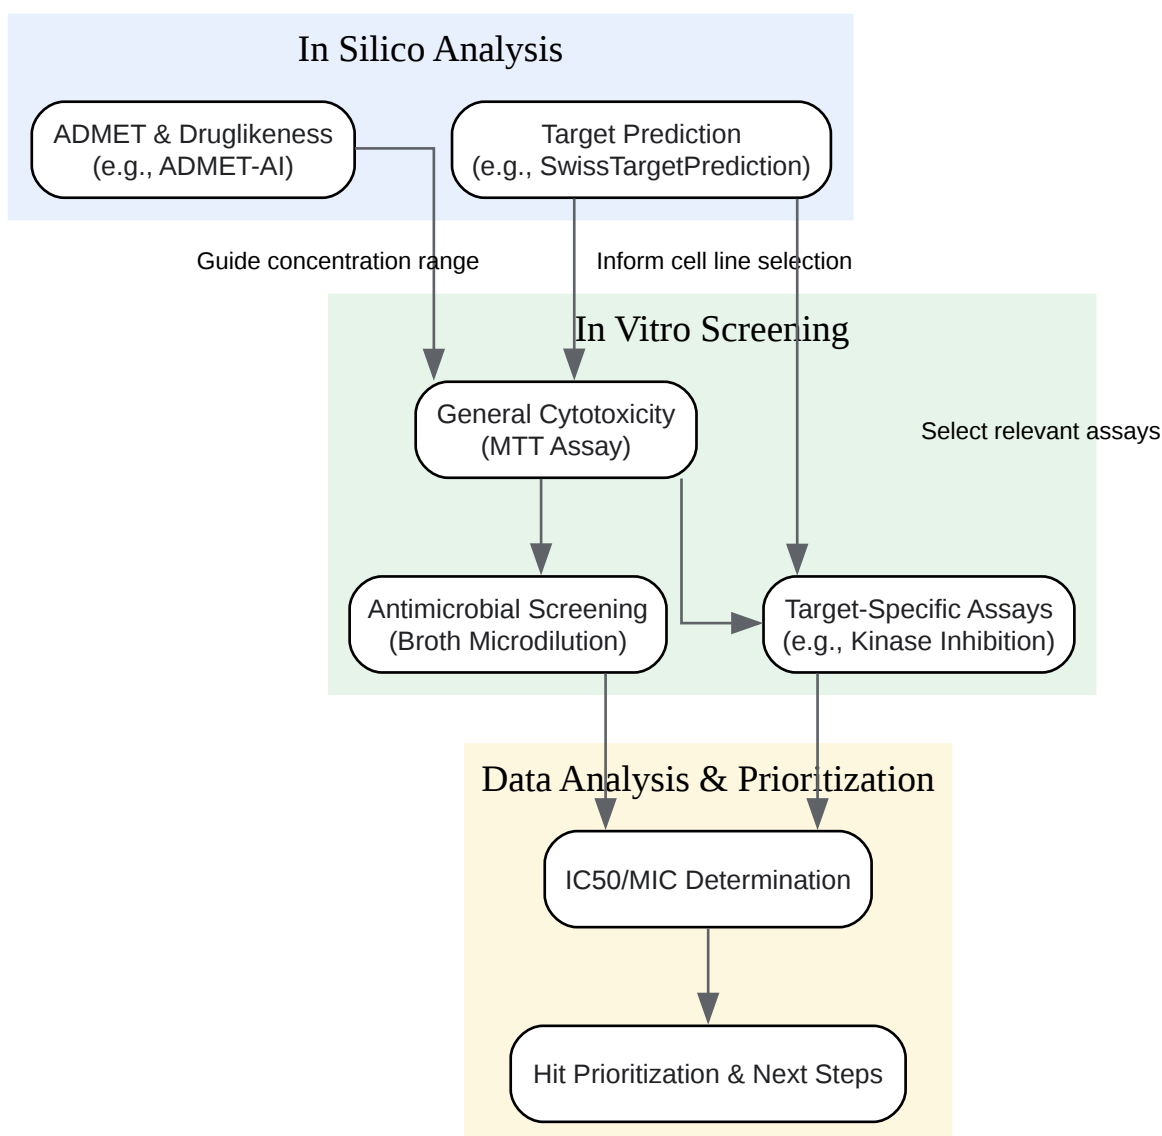 In Silico Analysis
ADMET & Druglikeness
(e.g., ADMET-AI)
Target Prediction
(e.g., SwissTargetPrediction)
Guide concentration range
Inform cell line selection
In Vitro Screening
General Cytotoxicity
(MTT Assay)
Select relevant assays
Antimicrobial Screening
(Broth Microdilution)
Target-Specific Assays
(e.g., Kinase Inhibition)
Data Analysis & Prioritization
IC50/MIC Determination
Hit Prioritization & Next Steps